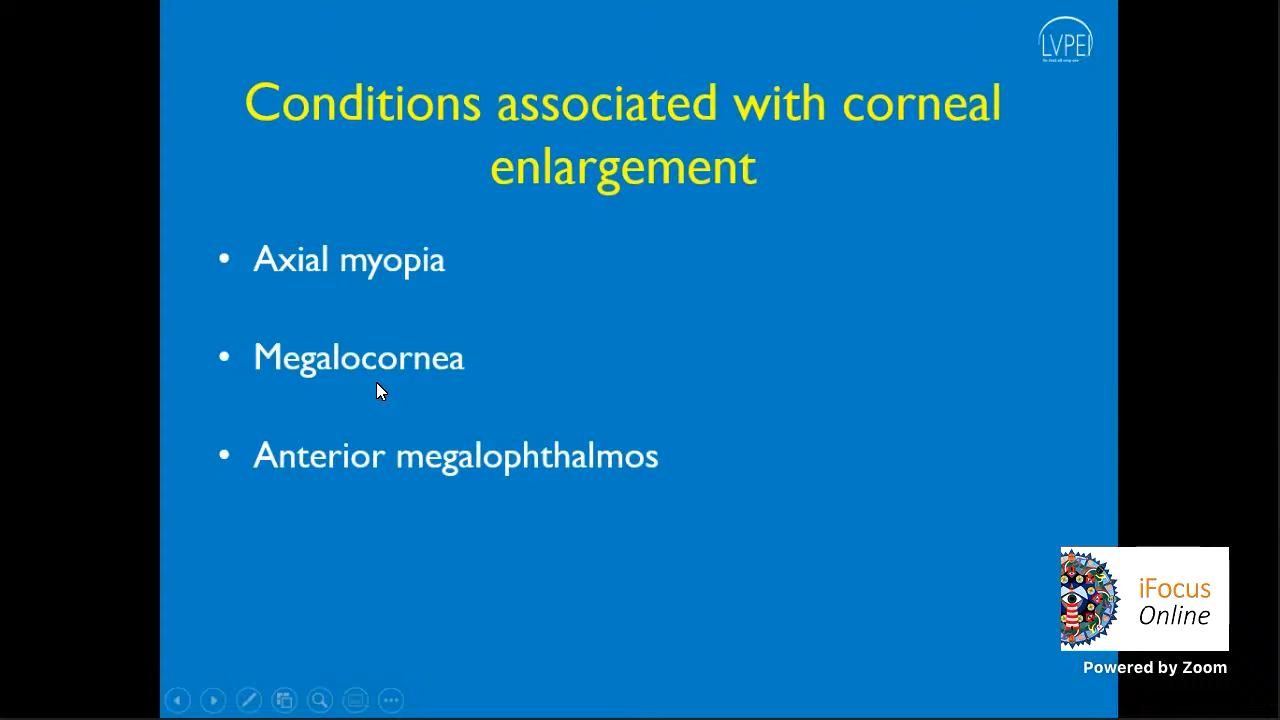 LVPEI
Conditions associated with corneal
enlargement
• Axial myopia
• Megalocornea
• Anterior megalophthalmos
iFocus
Online
Powered by Zoom